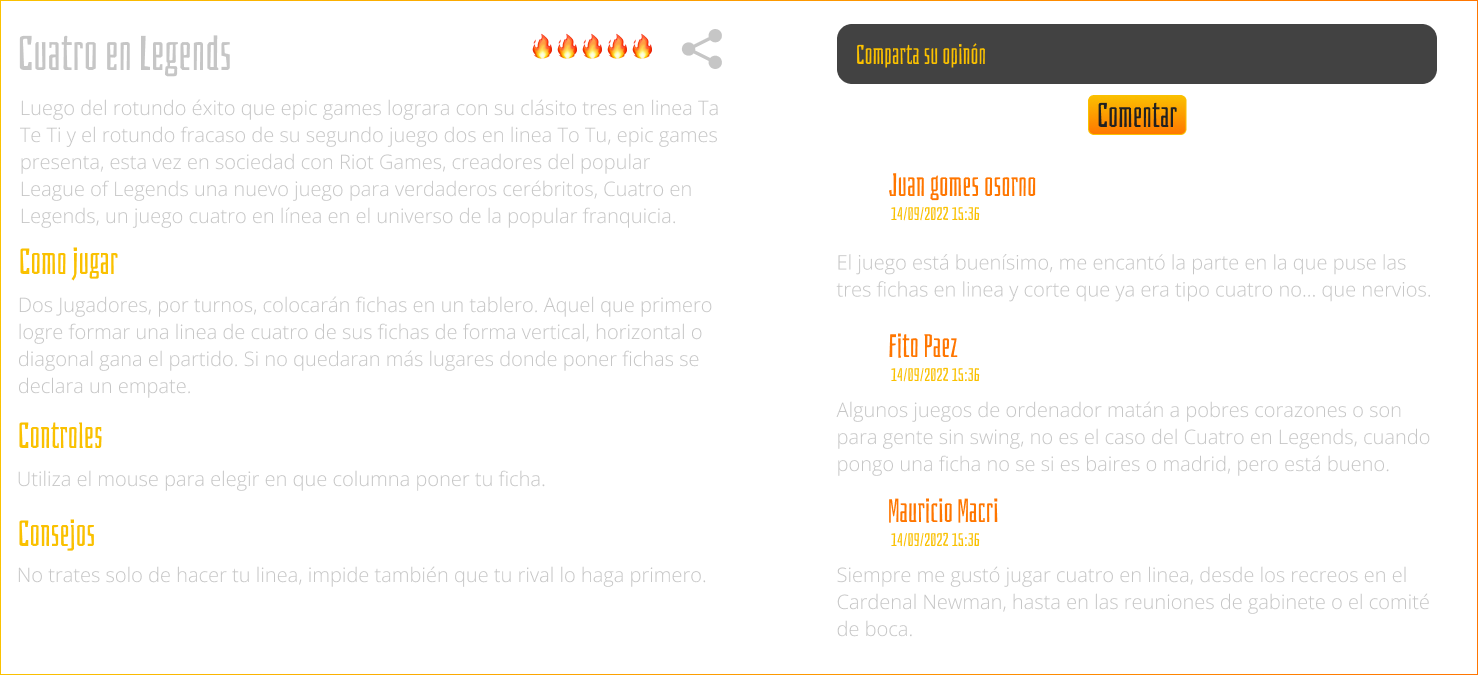 Cuatro en Legends
Luego del rotundo éxito que epic games lograra con su clásito tres en linea Ta
Te Ti y el rotundo fracaso de su segundo juego dos en linea To Tu, epic games
presenta, esta vez en sociedad con Riot Games, creadores del popular
League of Legends una nuevo juego para verdaderos cerébritos, Cuatro en
Legends, un juego cuatro en línea en el universo de la popular franquicia.
Como jugar
Dos Jugadores, por turnos, colocarán fichas en un tablero. Aquel que primero
logre formar una linea de cuatro de sus fichas de forma vertical, horizontal o
diagonal gana el partido. Si no quedaran más lugares donde poner fichas se
declara un empate.
Controles
Utiliza el mouse para elegir en que columna poner tu ficha.
Consejos
No trates solo de hacer tu linea, impide también que tu rival lo haga primero.
Comparta su opinón
Comentar
Juan gomes osorno
14/09/2022 15:36
El juego está buenísimo, me encantó la parte en la que puse las
tres fichas en linea y corte que ya era tipo cuatro no... que nervios.
Fito Paez
14/09/2022 15:36
Algunos juegos de ordenador matán a pobres corazones o son
para gente sin swing, no es el caso del Cuatro en Legends, cuando
pongo una ficha no se si es baires o madrid, pero está bueno.
Mauricio Macri
14/09/2022 15:36
Siempre me gustó jugar cuatro en linea, desde los recreos en el
Cardenal Newman, hasta en las reuniones de gabinete o el comité
de boca.